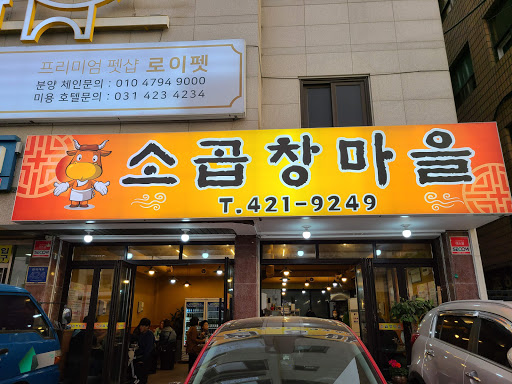 프리미엄 펫샵 로이펫
분양 체인문의 : 010 4794 9000
미용 호텔문의 : 031 423 4234
소곱창마을
T.421-9249